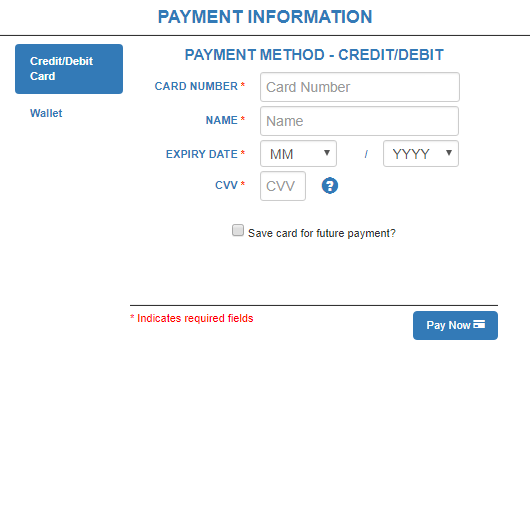 PAYMENT INFORMATION
Credit/Debit
Card
Wallet
PAYMENT METHOD - CREDIT/DEBIT
CARD NUMBER * Card Number
NAME * Name
EXPIRY DATE * MM / YYYY
CVV * CVV ?
Save card for future payment?
* Indicates required fields
Pay Now